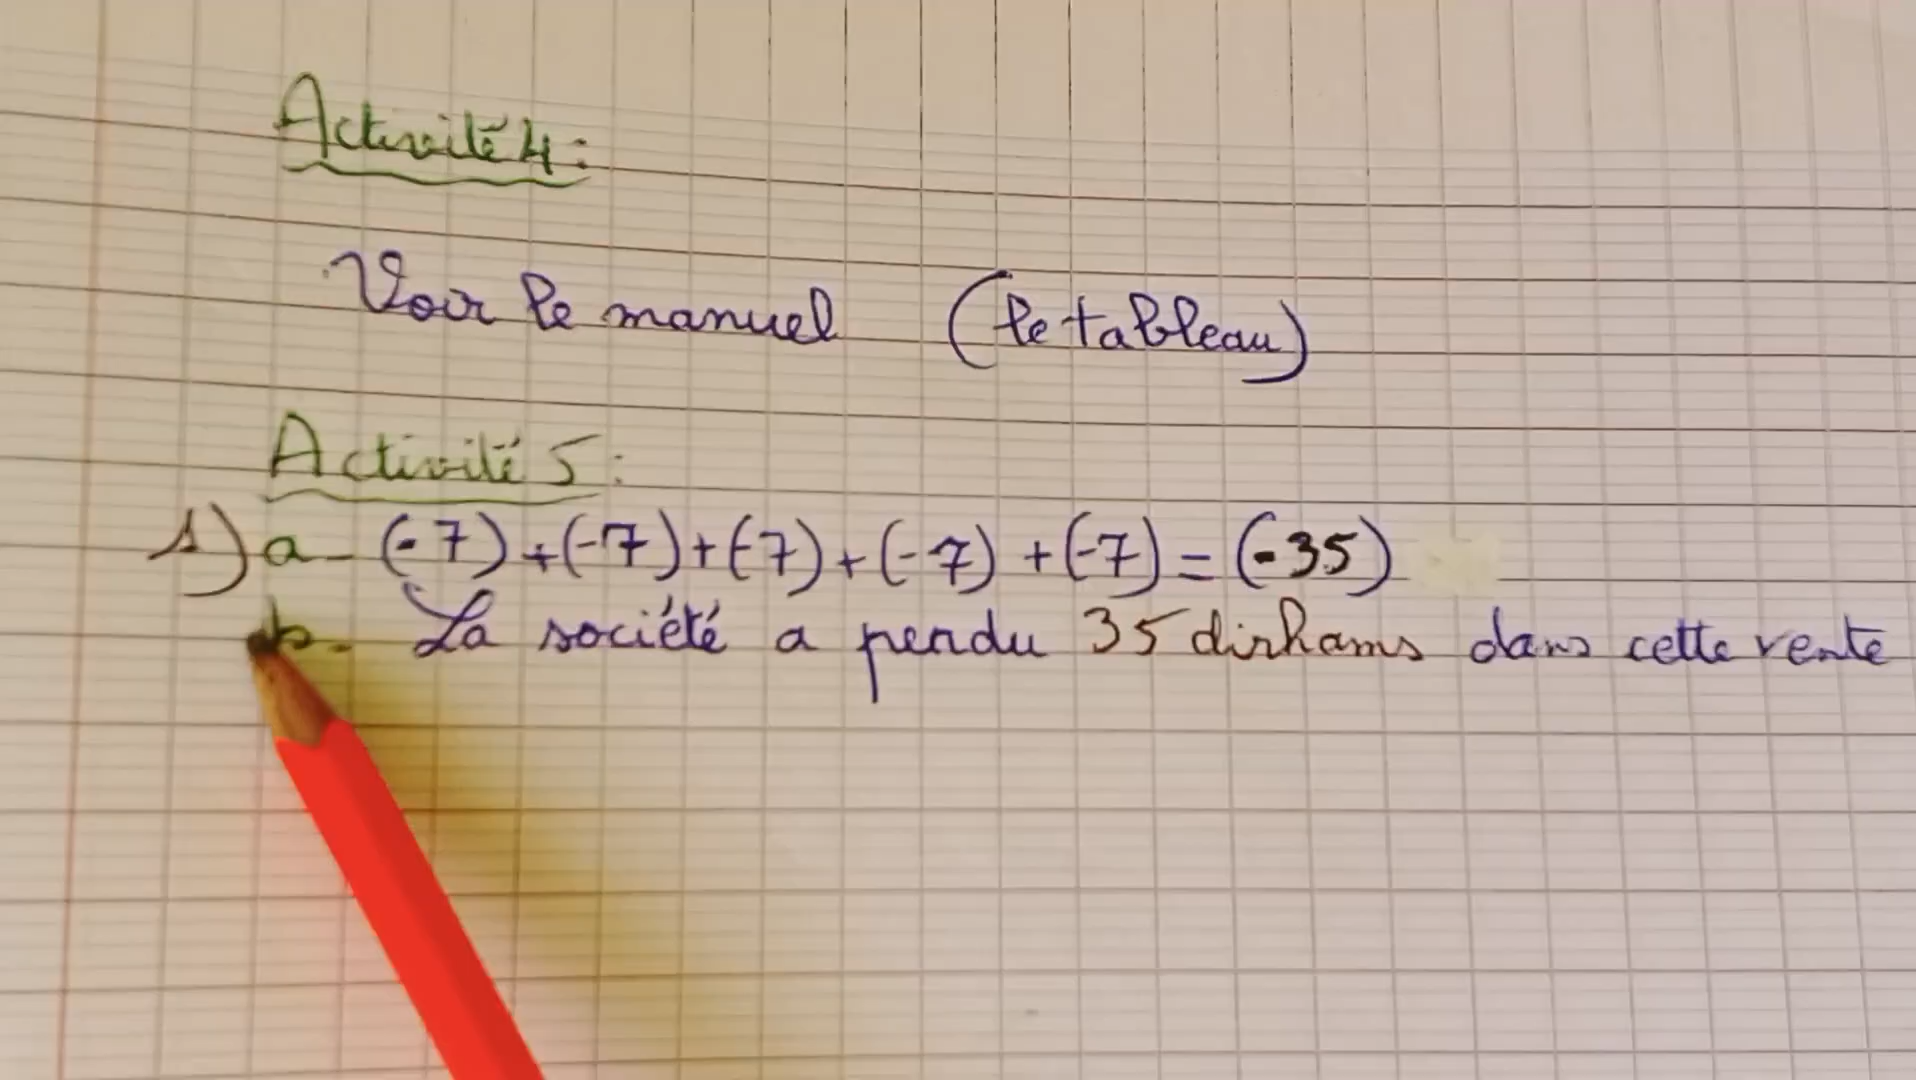 Activité 4 :
Voir le manuel (le tableau)
Activité 5 :
1) a- (-7) + (-7) + (-7) + (-7) + (-7) = (-35)
b- La société a perdu 35 dirhams dans cette vente